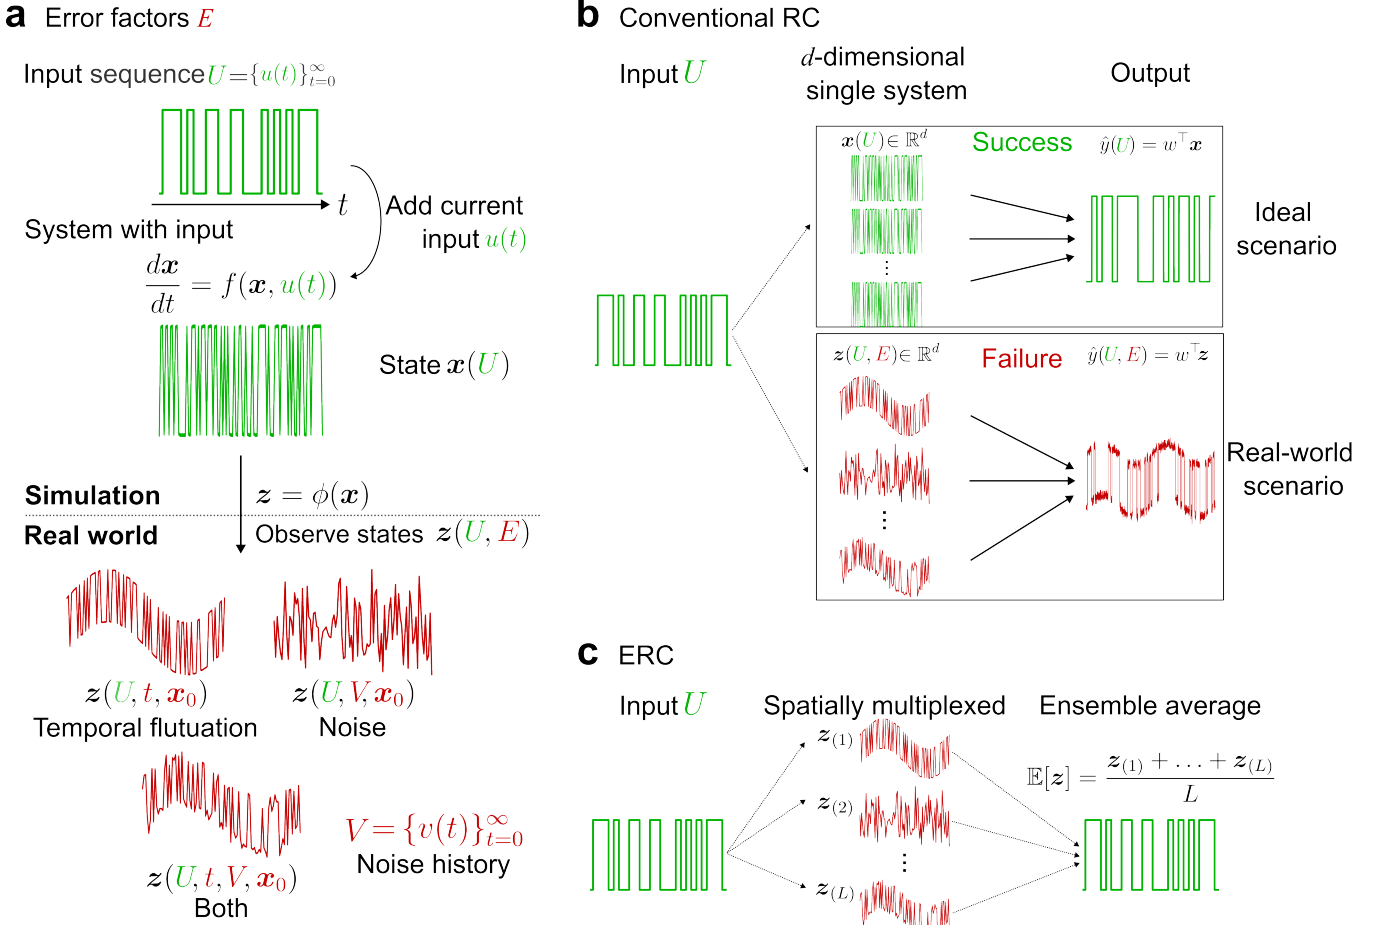 a Error factors E
Input sequence U={u(t)}_{t=0}^{∞}
t
Add current
input u(t)
System with input
dx/dt = f(x, u(t))
State x(U)
Simulation
z = ϕ(x)
Real world
Observe states z(U, E)
z(U, t, x₀)
Temporal flutuation
z(U, V, x₀)
Noise
V = {v(t)}_{t=0}^{∞}
Noise history
z(U, t, V, x₀)
Both
b Conventional RC
Input U
d-dimensional
single system
Output
x(U)∈ ℝᵈ
Success
ŷ(U) = w⊤x
⋮
Ideal
scenario
z(U, E)∈ ℝᵈ
Failure
ŷ(U, E) = w⊤z
⋮
Real-world
scenario
c ERC
Input U
Spatially multiplexed
Ensemble average
z₍₁₎
z₍₂₎
⋮
z_{(L)}
𝔼[z] = (z₍₁₎ + … + z_{(L)})/L